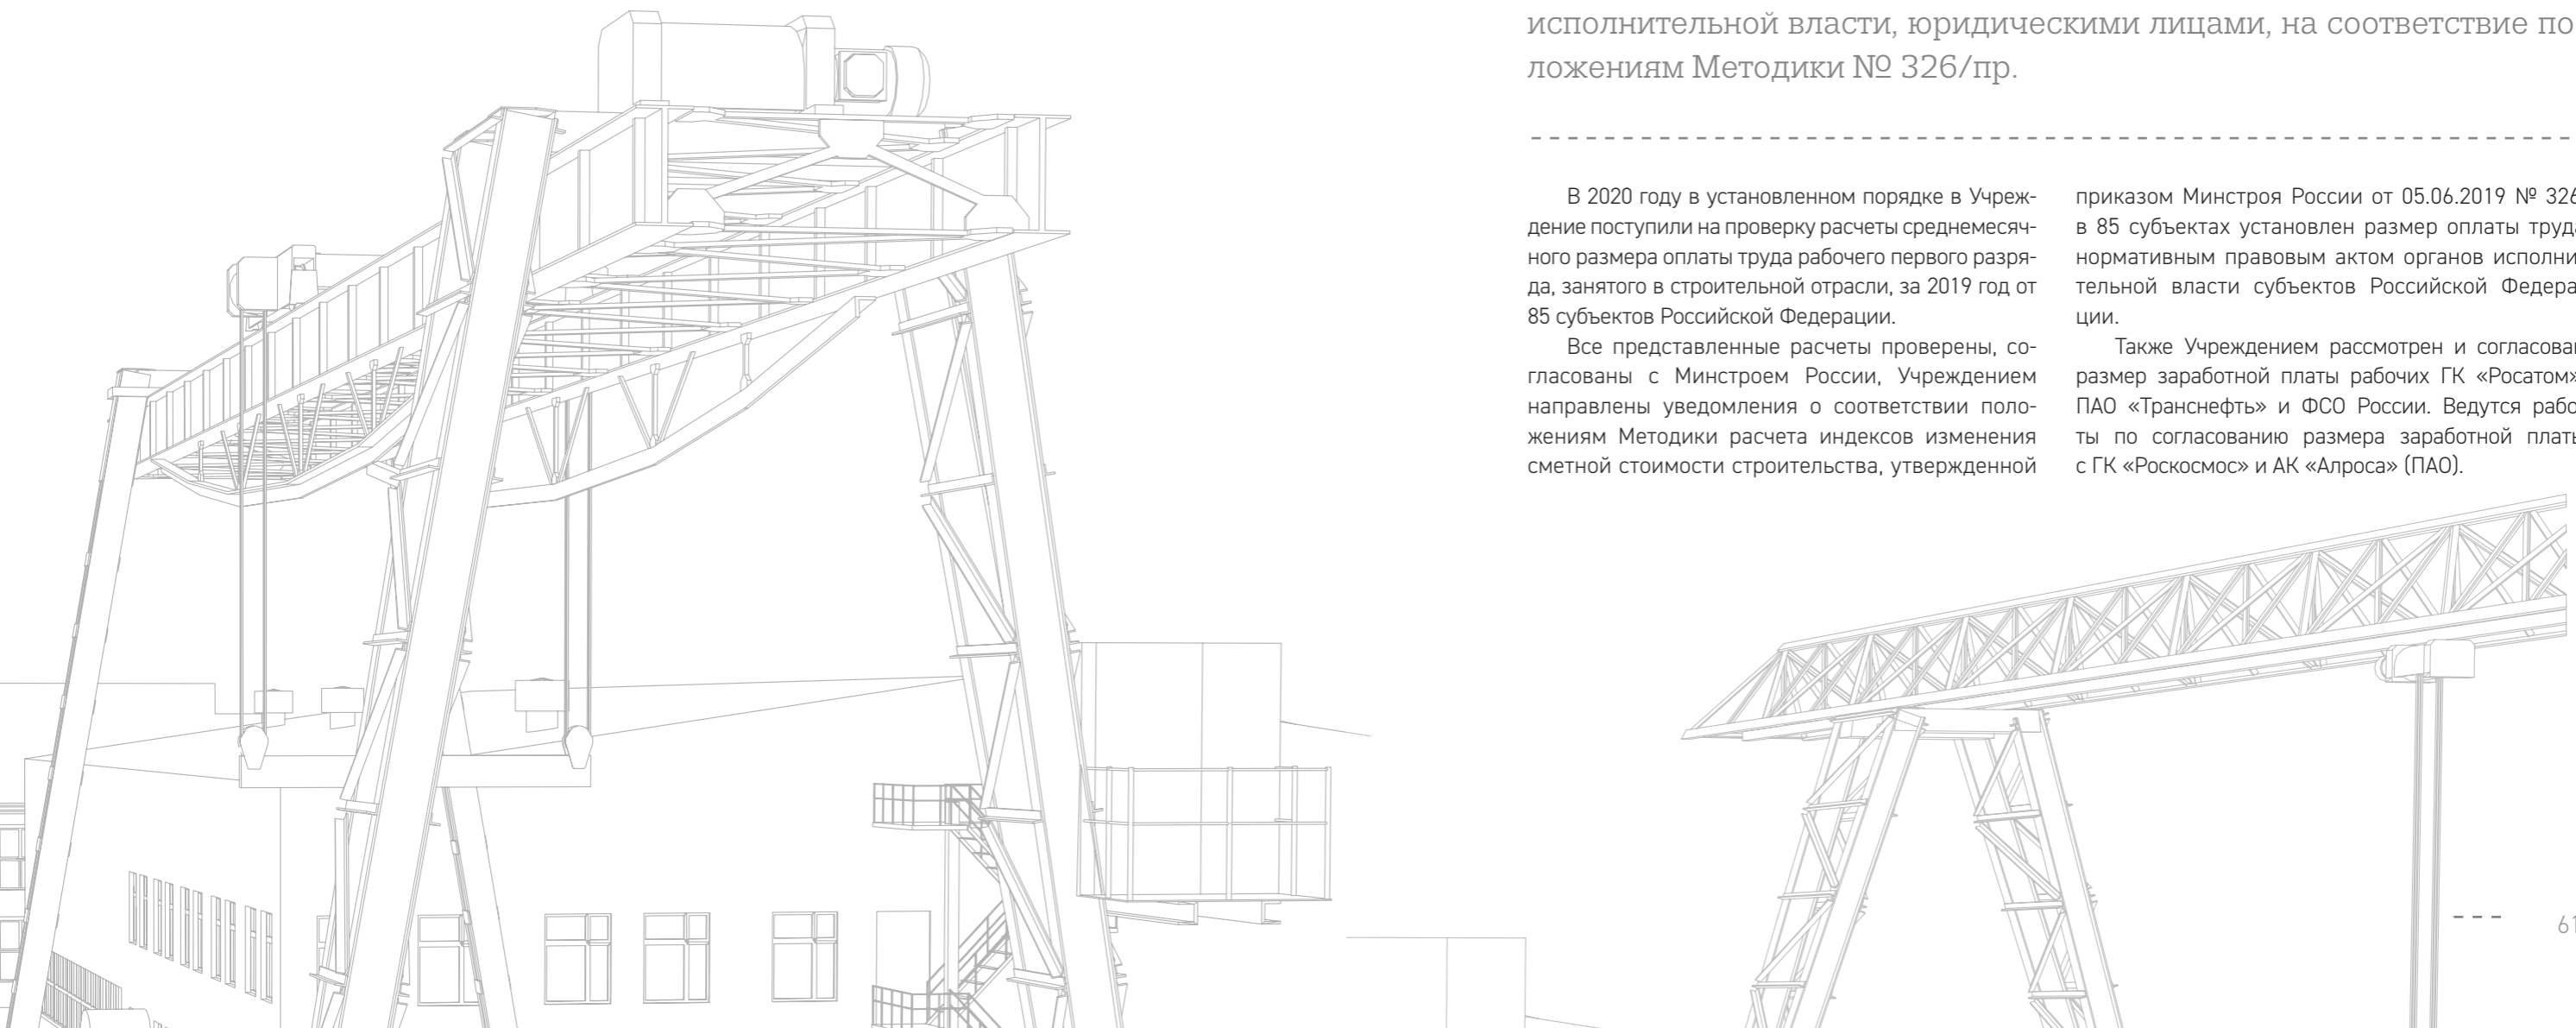 исполнительной власти, юридическими лицами, на соответствие по
ложениям Методики № 326/пр.
В 2020 году в установленном порядке в Учреж-
дение поступили на проверку расчеты среднемесяч-
ного размера оплаты труда рабочего первого разря-
да, занятого в строительной отрасли, за 2019 год от
85 субъектов Российской Федерации.
Все представленные расчеты проверены, со-
гласованы с Минстроем России, Учреждением
направлены уведомления о соответствии поло-
жениям Методики расчета индексов изменения
сметной стоимости строительства, утвержденной
приказом Минстроя России от 05.06.2019 № 326
в 85 субъектах установлен размер оплаты труда
нормативным правовым актом органов исполни
тельной власти субъектов Российской Федера
ции.
Также Учреждением рассмотрен и согласован
размер заработной платы рабочих ГК «Росатом»
ПАО «Транснефть» и ФСО России. Ведутся рабо
ты по согласованию размера заработной платы
с ГК «Роскосмос» и АК «Алроса» (ПАО).
61